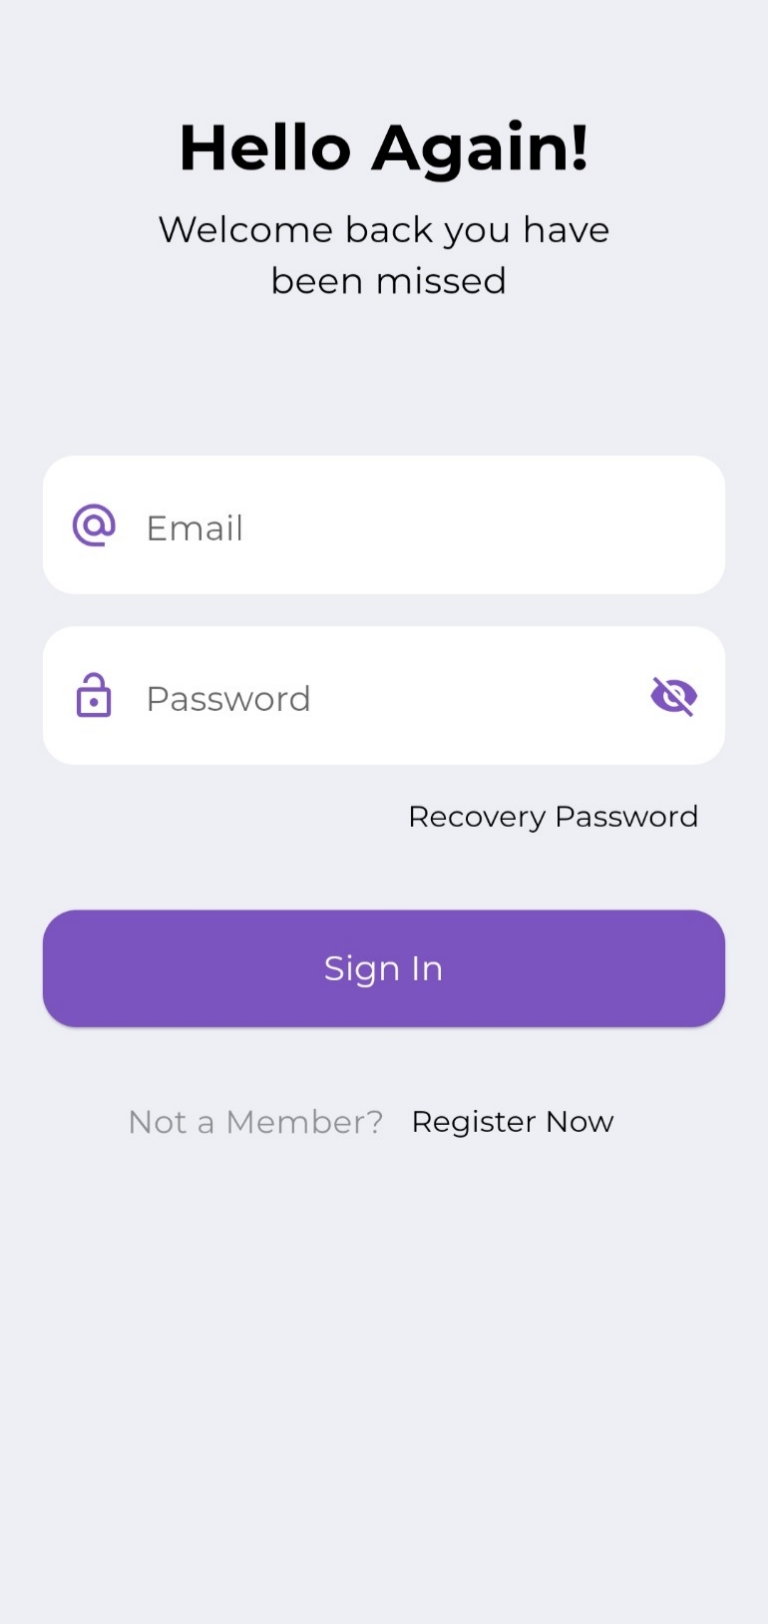 Hello Again!
Welcome back you have
been missed
Email
Password
Recovery Password
Sign In
Not a Member? Register Now